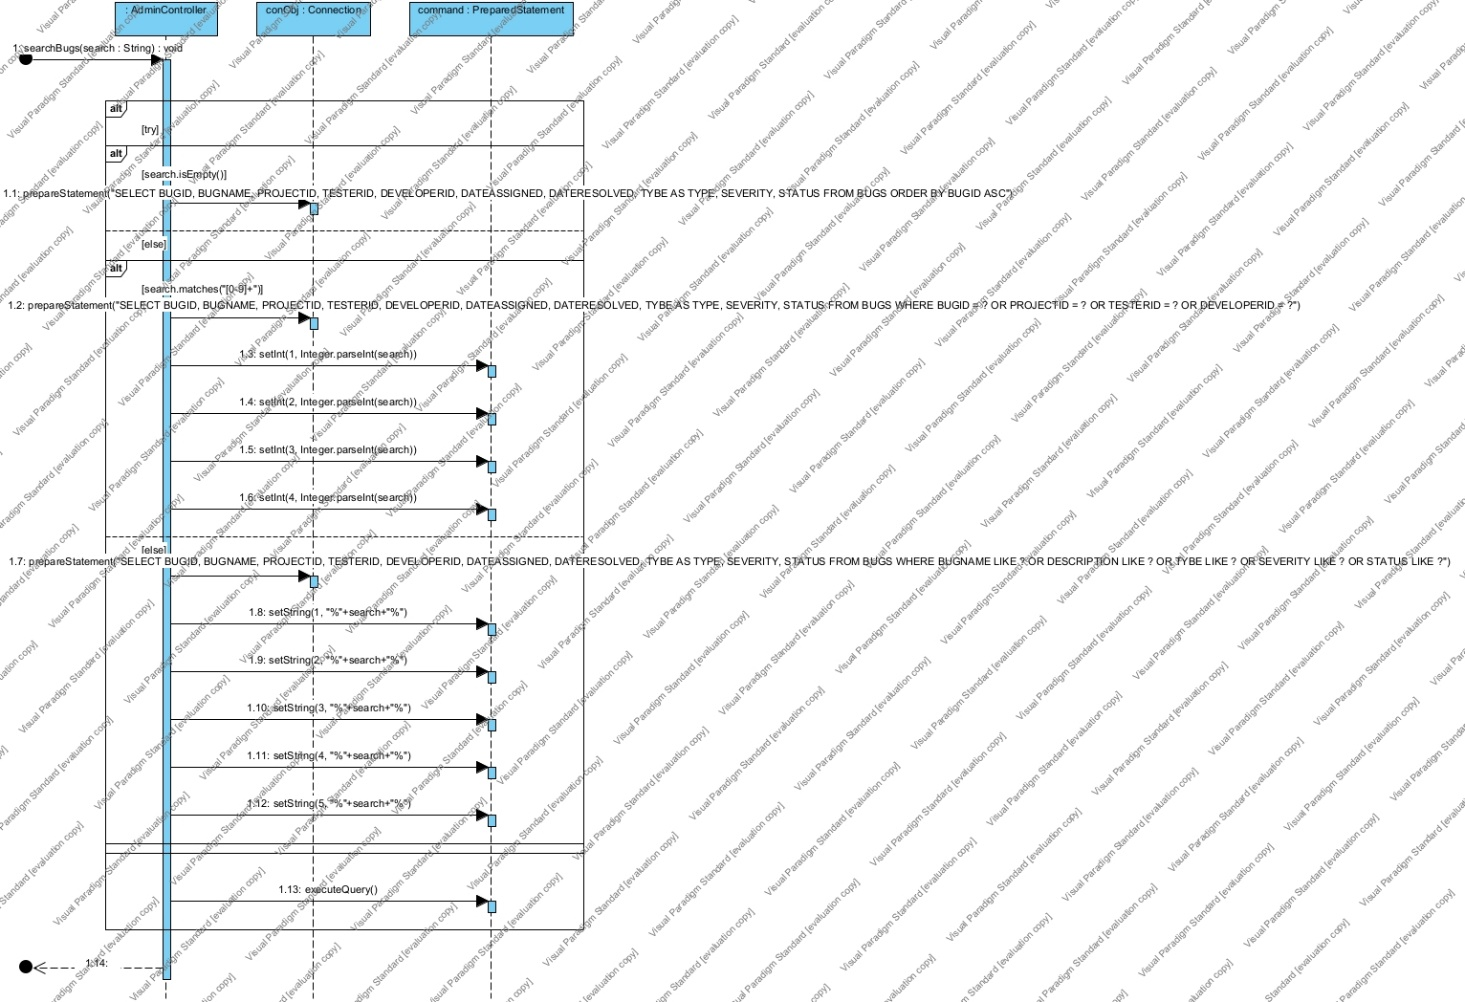 : AdminController
conObj : Connection
command : PreparedStatement
1: searchBugs(search : String) : void
alt
[try]
alt
[search.isEmpty()]
1.1: prepareStatement("SELECT BUGID, BUGNAME, PROJECTID, TESTERID, DEVELOPERID, DATEASSIGNED, DATERESOLVED, TYBE AS TYPE, SEVERITY, STATUS FROM BUGS ORDER BY BUGID ASC")
[else]
alt
[search.matches("[0-9]+")]
1.2: prepareStatement("SELECT BUGID, BUGNAME, PROJECTID, TESTERID, DEVELOPERID, DATEASSIGNED, DATERESOLVED, TYBE AS TYPE, SEVERITY, STATUS FROM BUGS WHERE BUGID = ? OR PROJECTID = ? OR TESTERID = ? OR DEVELOPERID = ?")
1.3: setInt(1, Integer.parseInt(search))
1.4: setInt(2, Integer.parseInt(search))
1.5: setInt(3, Integer.parseInt(search))
1.6: setInt(4, Integer.parseInt(search))
[else]
1.7: prepareStatement("SELECT BUGID, BUGNAME, PROJECTID, TESTERID, DEVELOPERID, DATEASSIGNED, DATERESOLVED, TYBE AS TYPE, SEVERITY, STATUS FROM BUGS WHERE BUGNAME LIKE ? OR DESCRIPTION LIKE ? OR TYBE LIKE ? OR SEVERITY LIKE ? OR STATUS LIKE ?")
1.8: setString(1, "%"+search+"%")
1.9: setString(2, "%"+search+"%")
1.10: setString(3, "%"+search+"%")
1.11: setString(4, "%"+search+"%")
1.12: setString(5, "%"+search+"%")
1.13: executeQuery()
1.14:
Visual Paradigm Standard [evaluation copy]